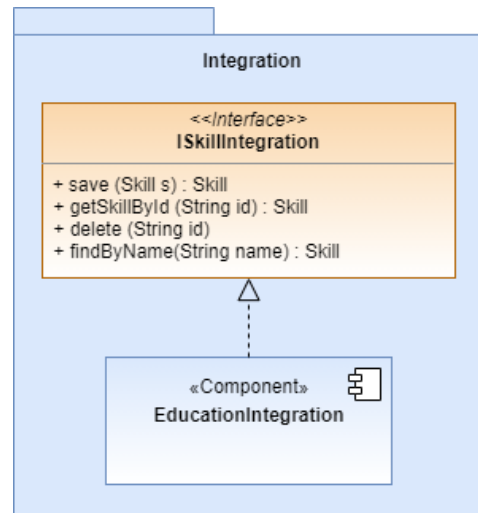 Integration
<<Interface>>
ISkillIntegration
+ save (Skill s) : Skill
+ getSkillById (String id) : Skill
+ delete (String id)
+ findByName(String name) : Skill
«Component»
EducationIntegration